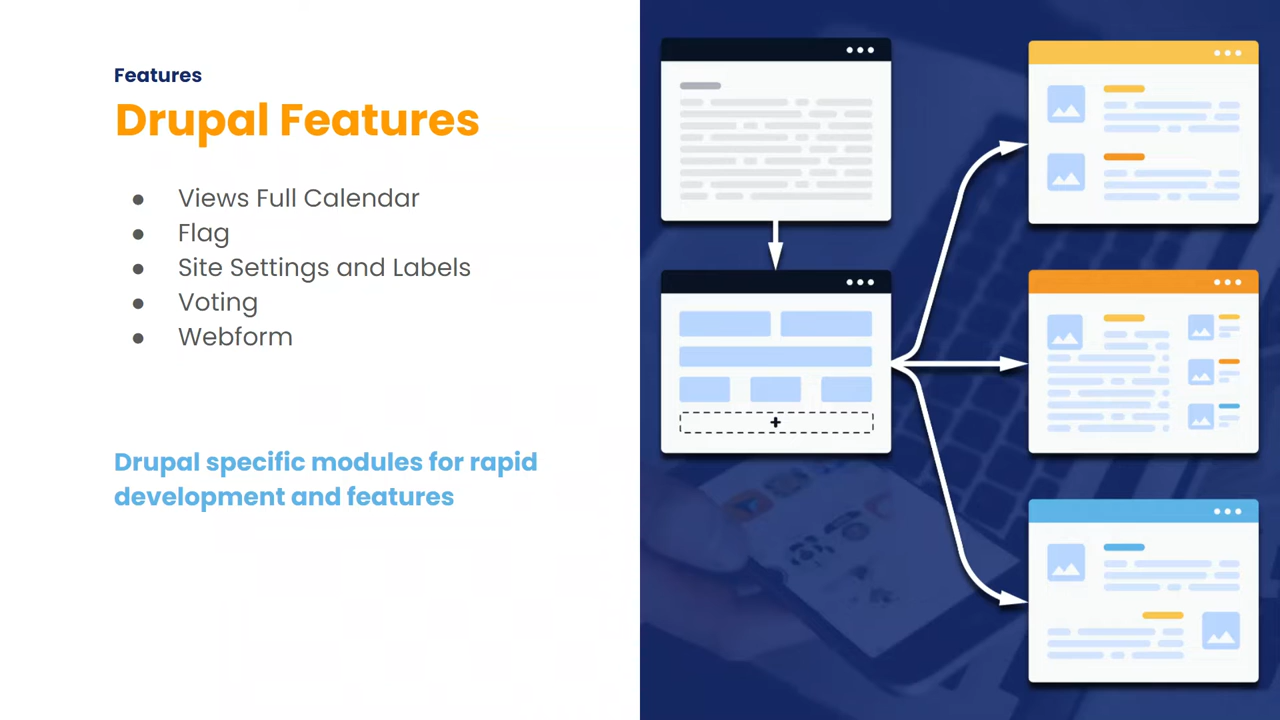 Features
Drupal Features
● Views Full Calendar
● Flag
● Site Settings and Labels
● Voting
● Webform
Drupal specific modules for rapid
development and features